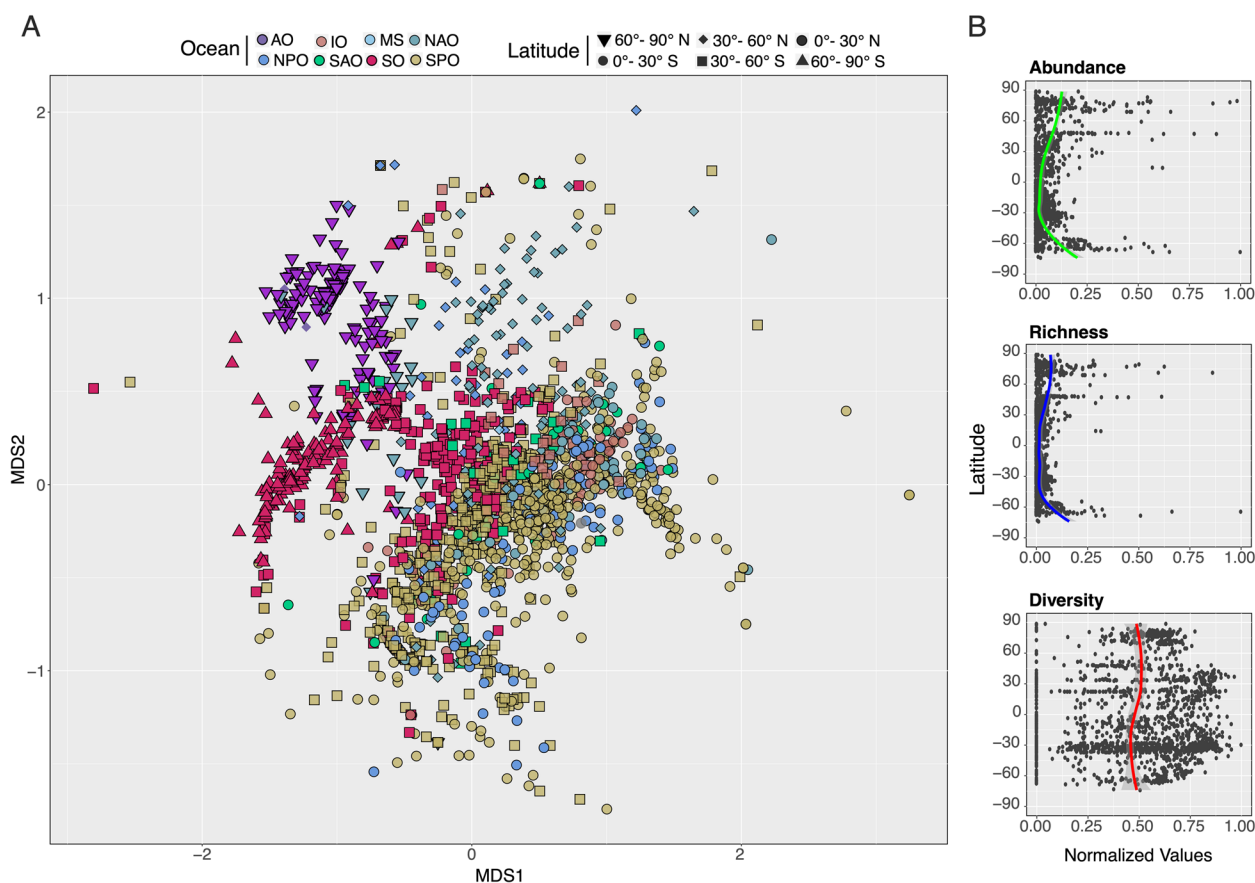 A
Ocean
AO IO MS NAO
NPO SAO SO SPO
Latitude
60°- 90° N 30°- 60° N 0°- 30° N
0°- 30° S 30°- 60° S 60°- 90° S
2
1
0
−1
MDS2
−2 0 2
MDS1
B
Abundance
90
60
30
0
−30
−60
−90
0.00 0.25 0.50 0.75 1.00
Richness
90
60
30
0
−30
−60
−90
0.00 0.25 0.50 0.75 1.00
Latitude
Diversity
90
60
30
0
−30
−60
−90
0.00 0.25 0.50 0.75 1.00
Normalized Values